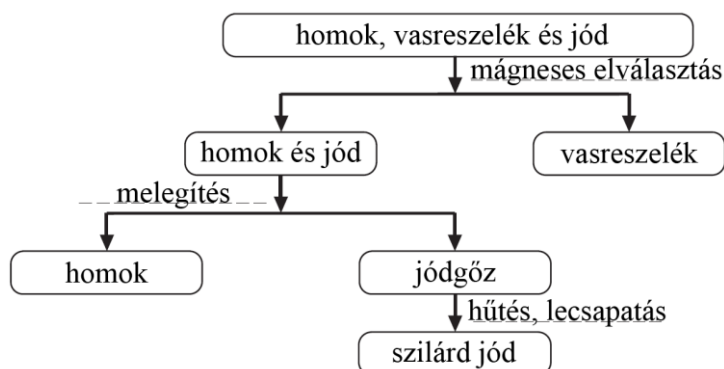 homok, vasreszelék és jód
mágneses elválasztás
homok és jód
vasreszelék
melegítés
homok
jódgőz
hűtés, lecsapatás
szilárd jód